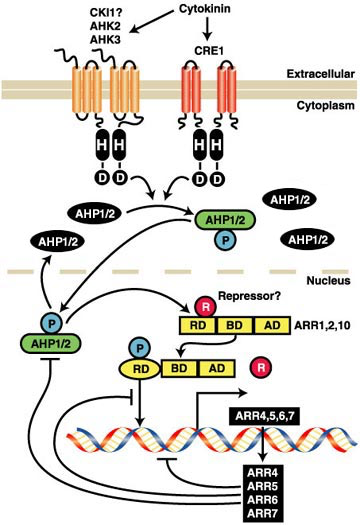 CKI1?
AHK2
AHK3
Cytokinin
CRE1
Extracellular
Cytoplasm
H H H H
D D D D
AHP1/2
AHP1/2
AHP1/2
P
AHP1/2
AHP1/2
Nucleus
Repressor?
R
P
AHP1/2
RD BD AD ARR1,2,10
P
RD BD AD R
ARR4,5,6,7
ARR4
ARR5
ARR6
ARR7